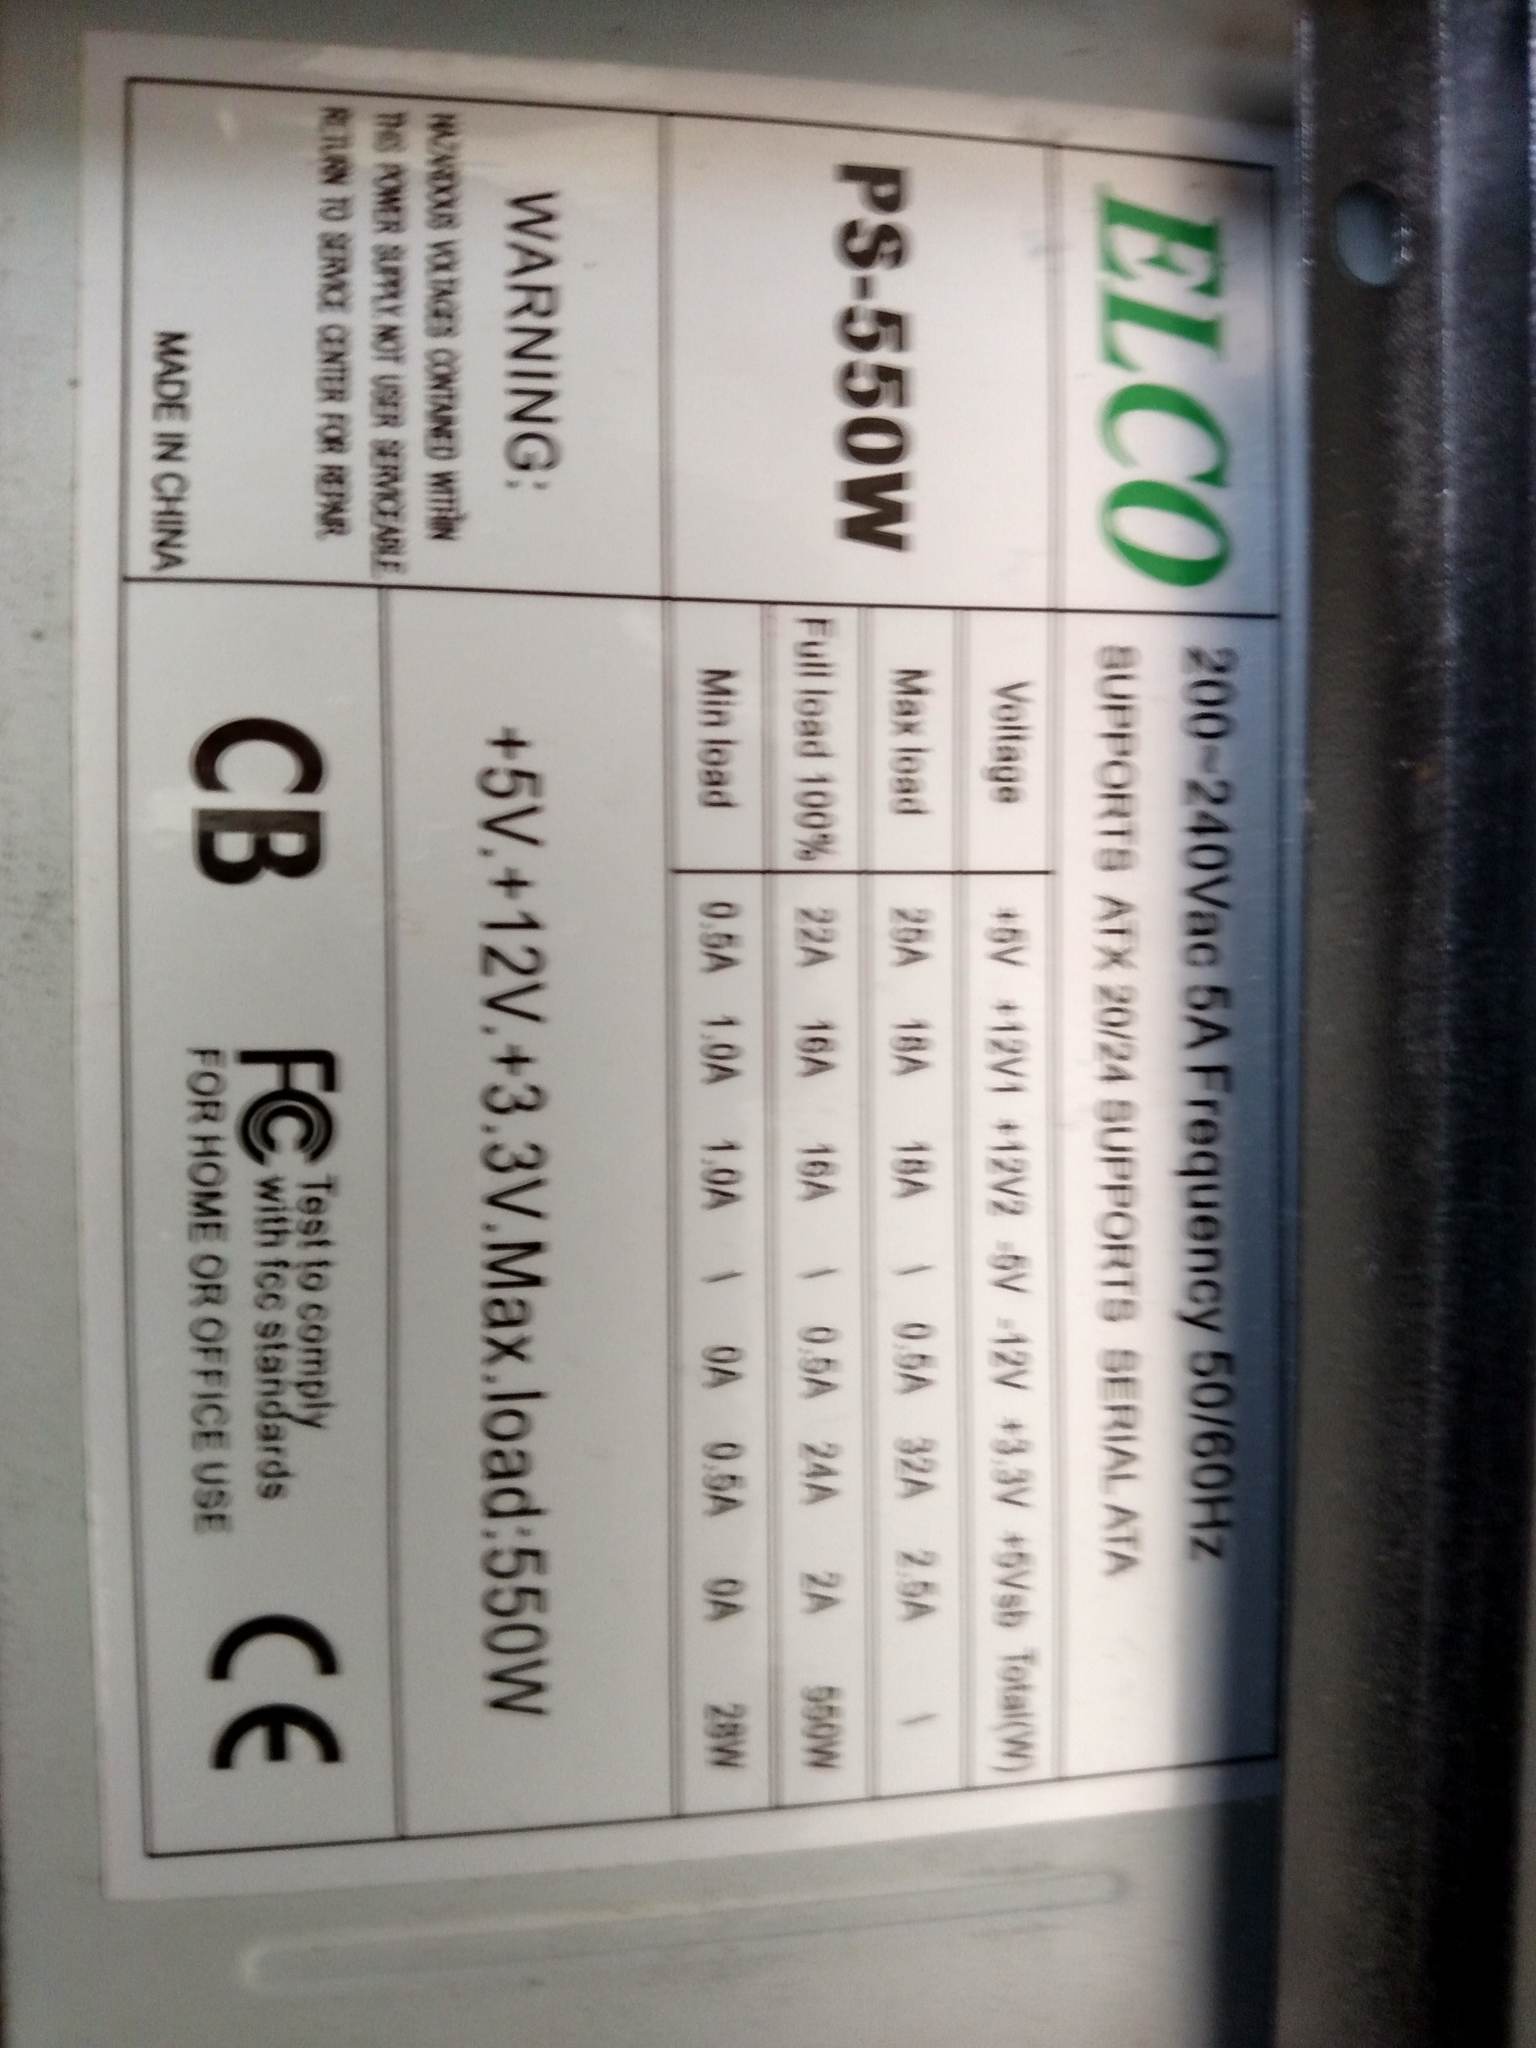 ELCO
200~240Vac 5A Frequency 50/60Hz
SUPPORTS ATX 20/24 SUPPORTS SERIAL ATA
PS-550W
Voltage +5V +12V1 +12V2 -5V -12V +3.3V +5Vsb Total(W)
Max load 25A 18A 18A / 0.5A 32A 2.5A /
Full load 100% 22A 16A 16A / 0.5A 24A 2A 550W
Min load 0.5A 1.0A 1.0A / 0A 0.5A 0A 28W
WARNING:
HAZARDOUS VOLTAGES CONTAINED WITHIN
THIS POWER SUPPLY NOT USER SERVICEABLE
RETURN TO SERVICE CENTER FOR REPAIR.
MADE IN CHINA
+5V.+12V.+3.3V.Max.load:550W
CB
FC Test to comply
with fcc standards
FOR HOME OR OFFICE USE
CE